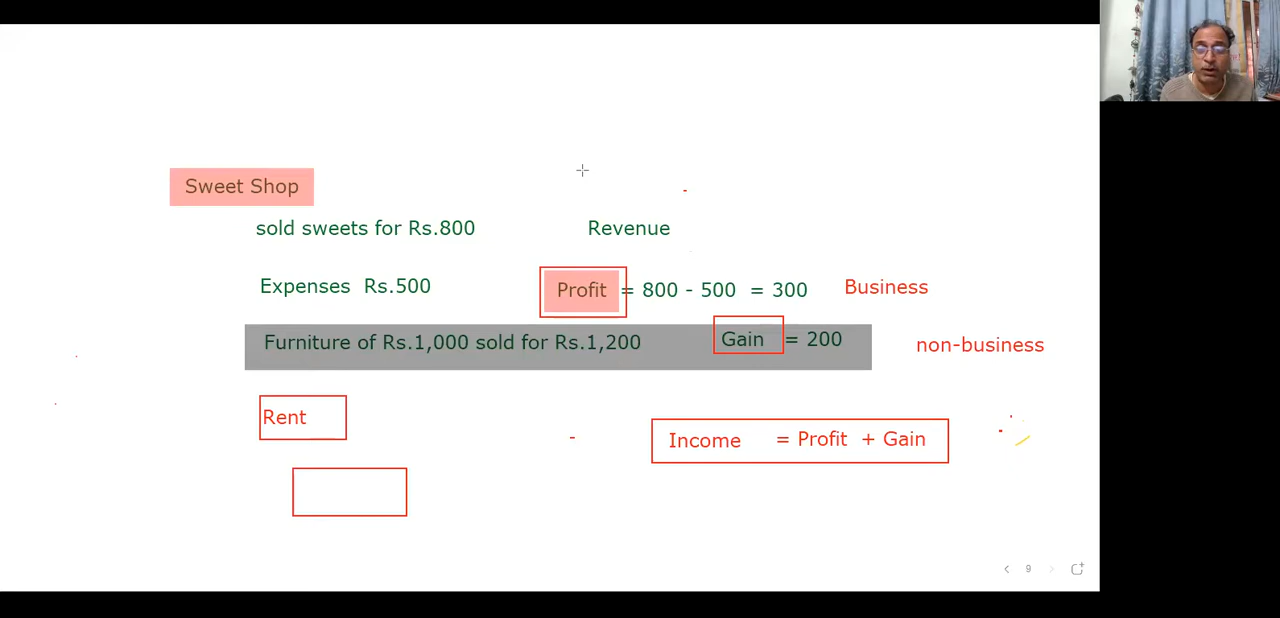 Sweet Shop
sold sweets for Rs.800 Revenue
Expenses Rs.500 Profit = 800 - 500 = 300 Business
Furniture of Rs.1,000 sold for Rs.1,200 Gain = 200 non-business
Rent
Income = Profit + Gain
9